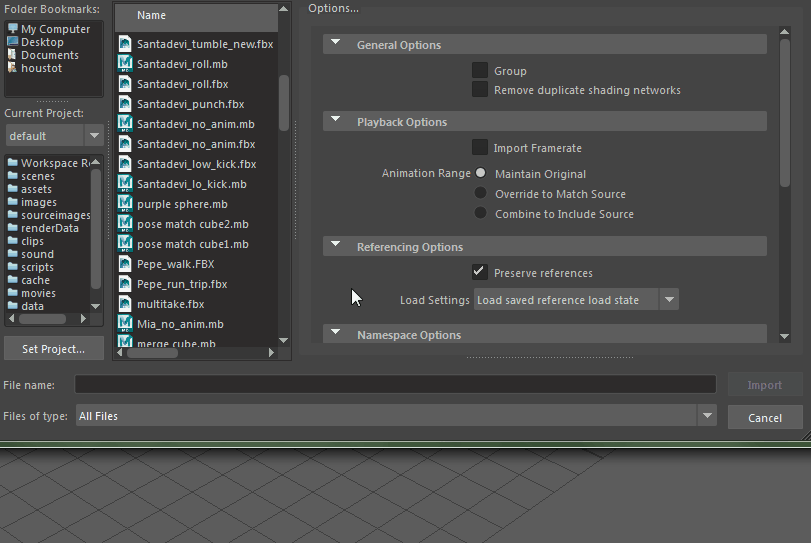 Folder Bookmarks:
My Computer
Desktop
Documents
houstot
Current Project:
default
Workspace R
scenes
assets
images
sourceimages
renderData
clips
sound
scripts
cache
movies
data
Set Project...
Name
Santadevi_tumble_new.fbx
Santadevi_roll.mb
Santadevi_roll.fbx
Santadevi_punch.fbx
Santadevi_no_anim.mb
Santadevi_no_anim.fbx
Santadevi_low_kick.fbx
Santadevi_lo_kick.mb
purple sphere.mb
pose match cube2.mb
pose match cube1.mb
Pepe_walk.FBX
Pepe_run_trip.fbx
multitake.fbx
Mia_no_anim.mb
merge cube.mb
Options...
General Options
Group
Remove duplicate shading networks
Playback Options
Import Framerate
Animation Range Maintain Original
Override to Match Source
Combine to Include Source
Referencing Options
Preserve references
Load Settings Load saved reference load state
Namespace Options
File name:
Import
Files of type: All Files
Cancel